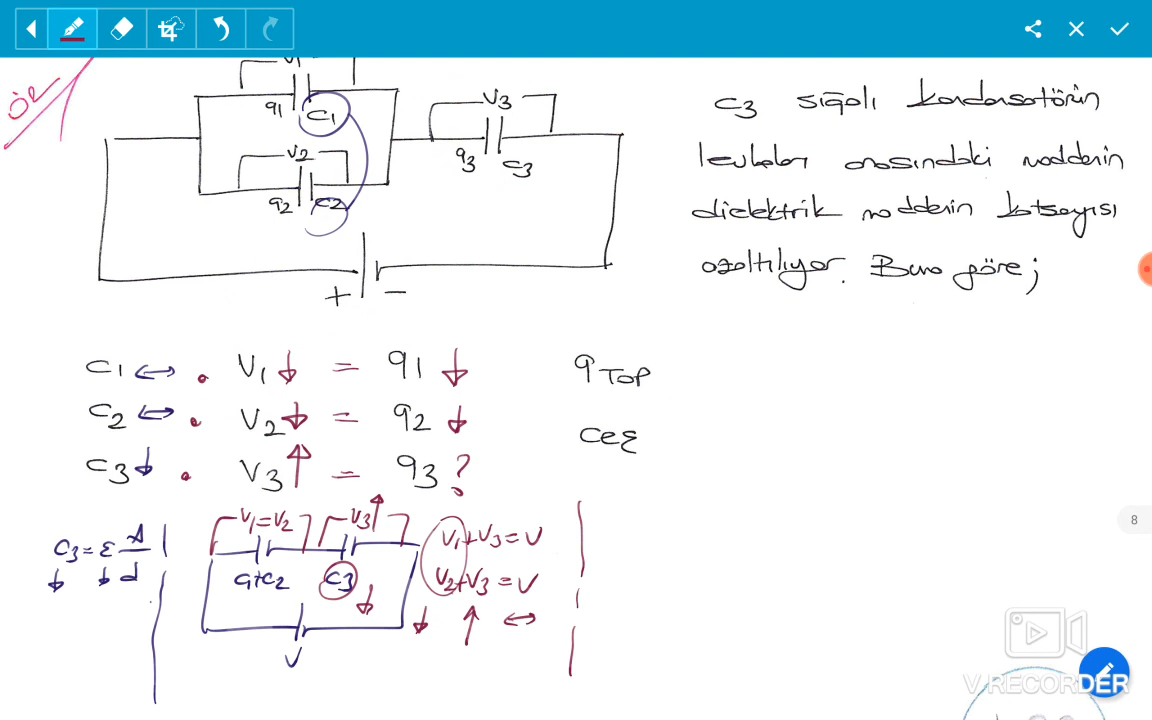 Ör
V1
q1 C1
V2
q2 C2
V3
q3 C3
+ −
C3 sığalı kondansatörün
levhaları arasındaki maddenin
dielektrik maddenin katsayısı
azaltılıyor. Buna göre;
C1 ↔ . V1 ↓ = q1 ↓
C2 ↔ . V2 ↓ = q2 ↓
C3 ↓ . V3 ↑ = q3 ?
qTOP
CEŞ
C3 = ε A/d
↓ ↓
V1=V2 V3 ↑
C1+C2 C3 ↓
V
V1+V3=V
V2+V3=V
↓ ↑ ↔
8
V RECORDER